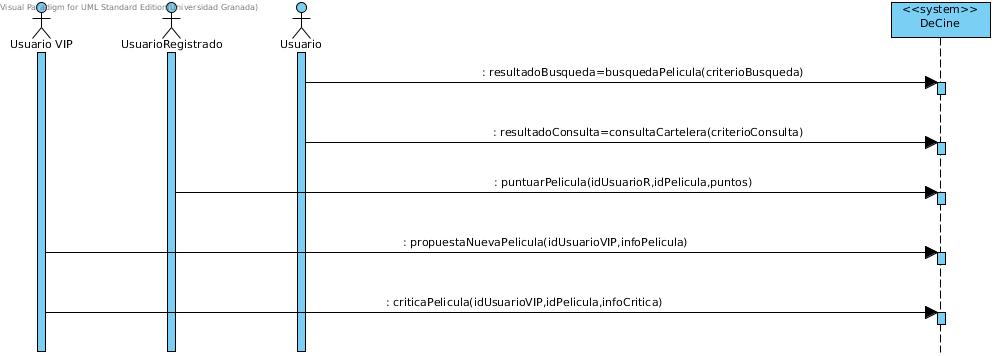 Visual Paradigm for UML Standard Edition(Universidad Granada)
<<system>>
DeCine
Usuario VIP
UsuarioRegistrado
Usuario
: resultadoBusqueda=busquedaPelicula(criterioBusqueda)
: resultadoConsulta=consultaCartelera(criterioConsulta)
: puntuarPelicula(idUsuarioR,idPelicula,puntos)
: propuestaNuevaPelicula(idUsuarioVIP,infoPelicula)
: criticaPelicula(idUsuarioVIP,idPelicula,infoCritica)